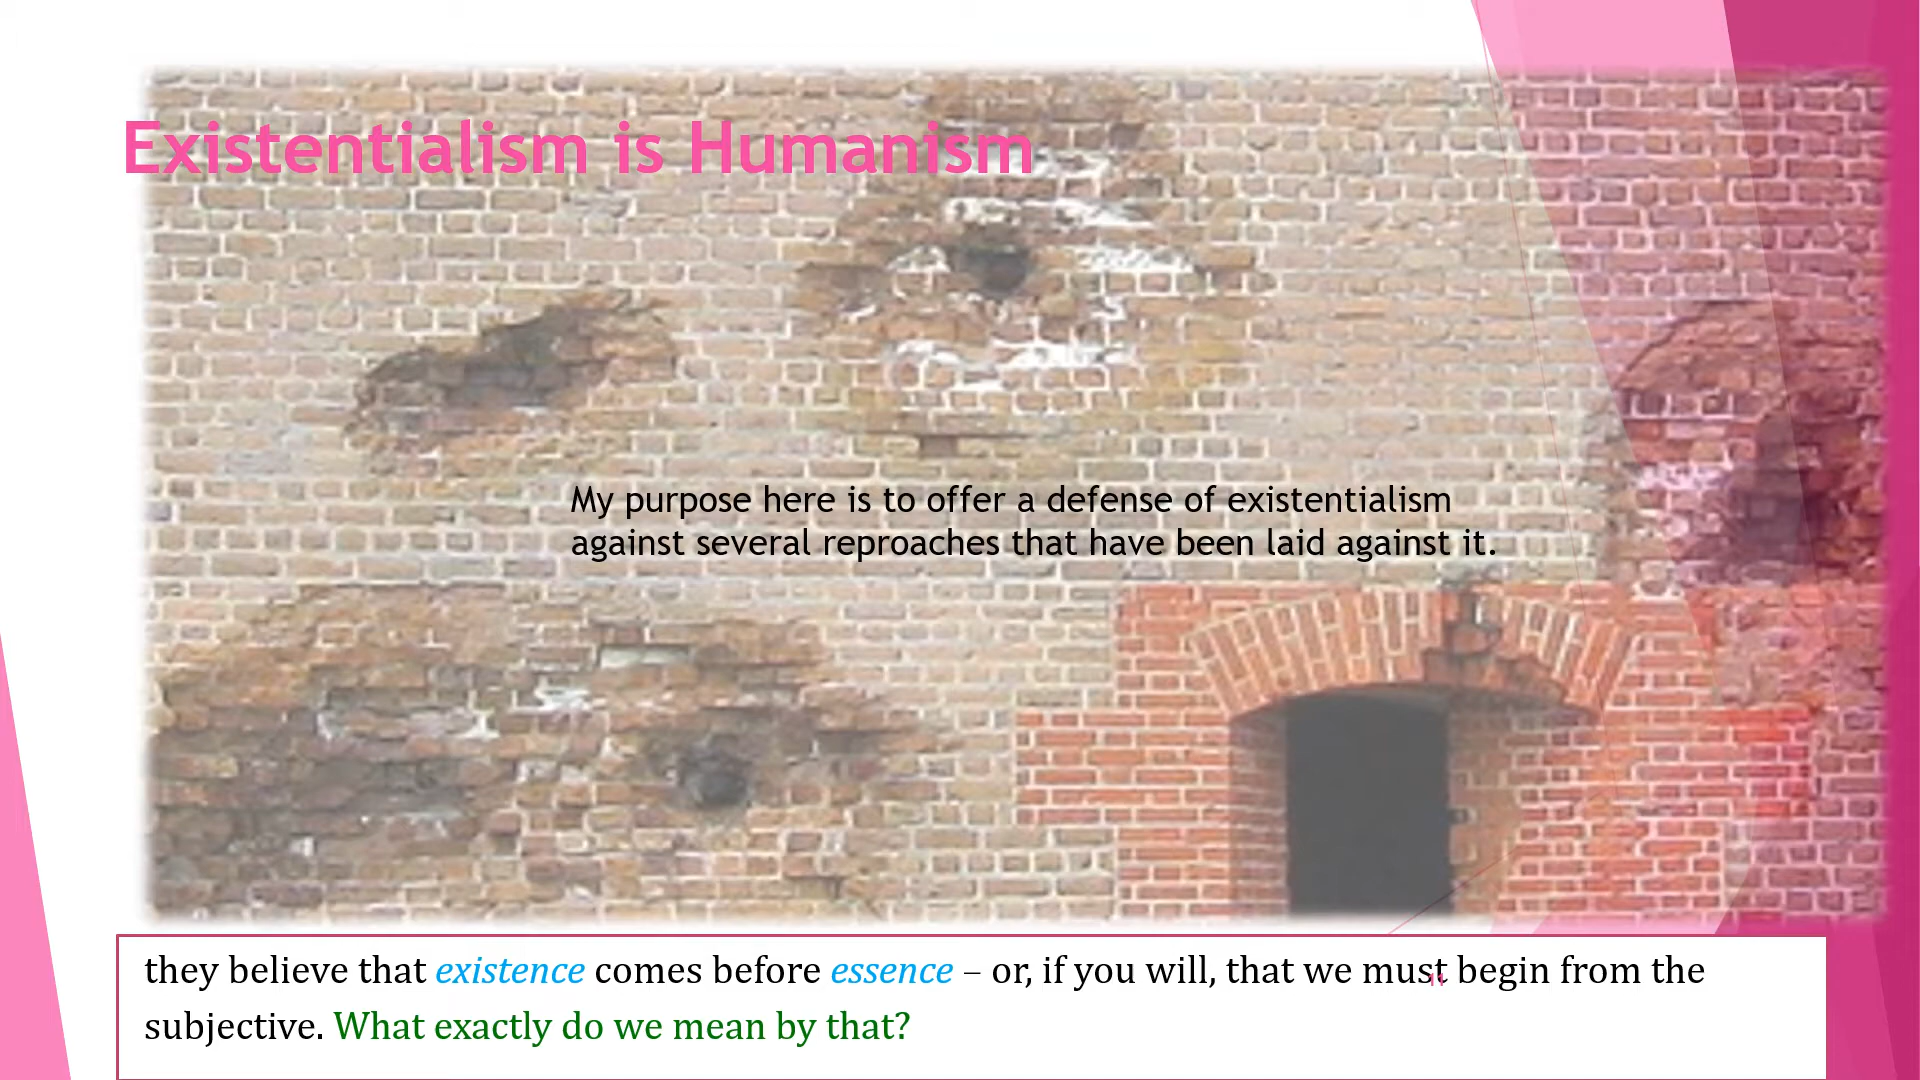 Existentialism is Humanism
My purpose here is to offer a defense of existentialism
against several reproaches that have been laid against it.
they believe that existence comes before essence – or, if you will, that we must begin from the
subjective. What exactly do we mean by that?
11